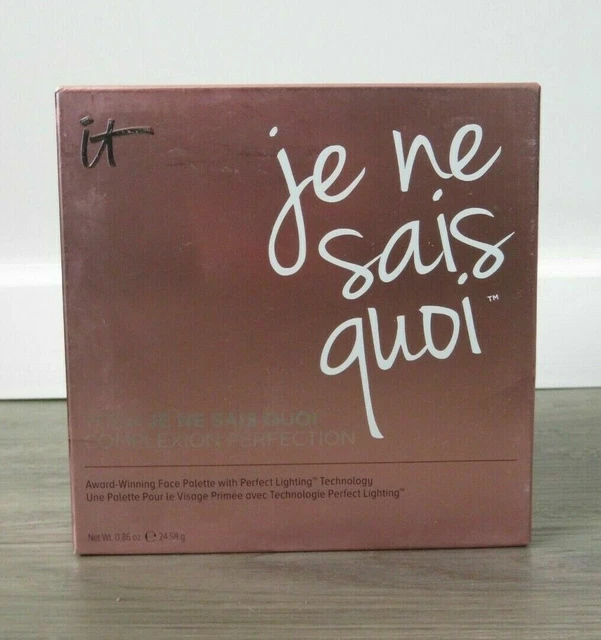 it
je ne
sais
quoi™
JE NE SAIS QUOI
COMPLEXION PERFECTION
Award-Winning Face Palette with Perfect Lighting™ Technology
Une Palette Pour le Visage Primée avec Technologie Perfect Lighting™
Net Wt. 0.86 oz ℮ 24.58 g